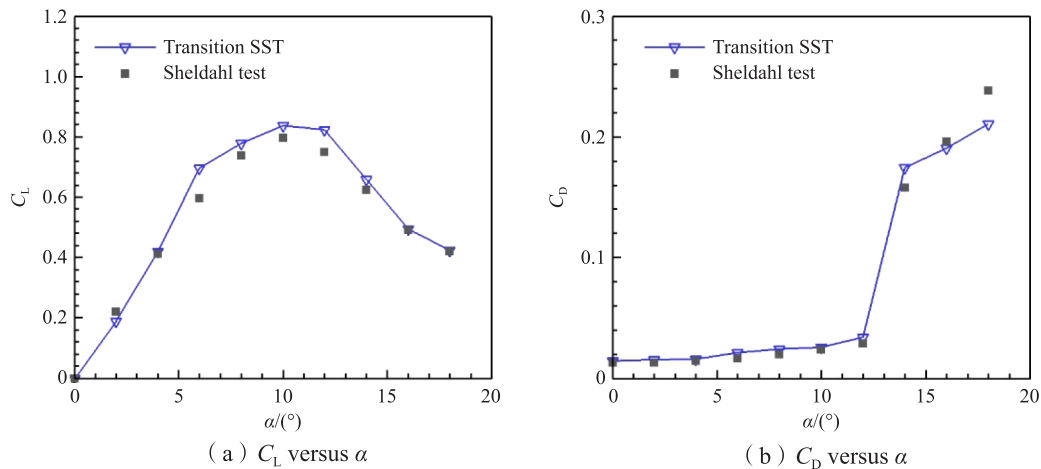 1.2
1.0
0.8
0.6
0.4
0.2
0
C_L
Transition SST
Sheldahl test
0 5 10 15 20
α/(°)
( a ) C_L versus α
0.3
0.2
0.1
0
C_D
Transition SST
Sheldahl test
0 5 10 15 20
α/(°)
( b ) C_D versus α